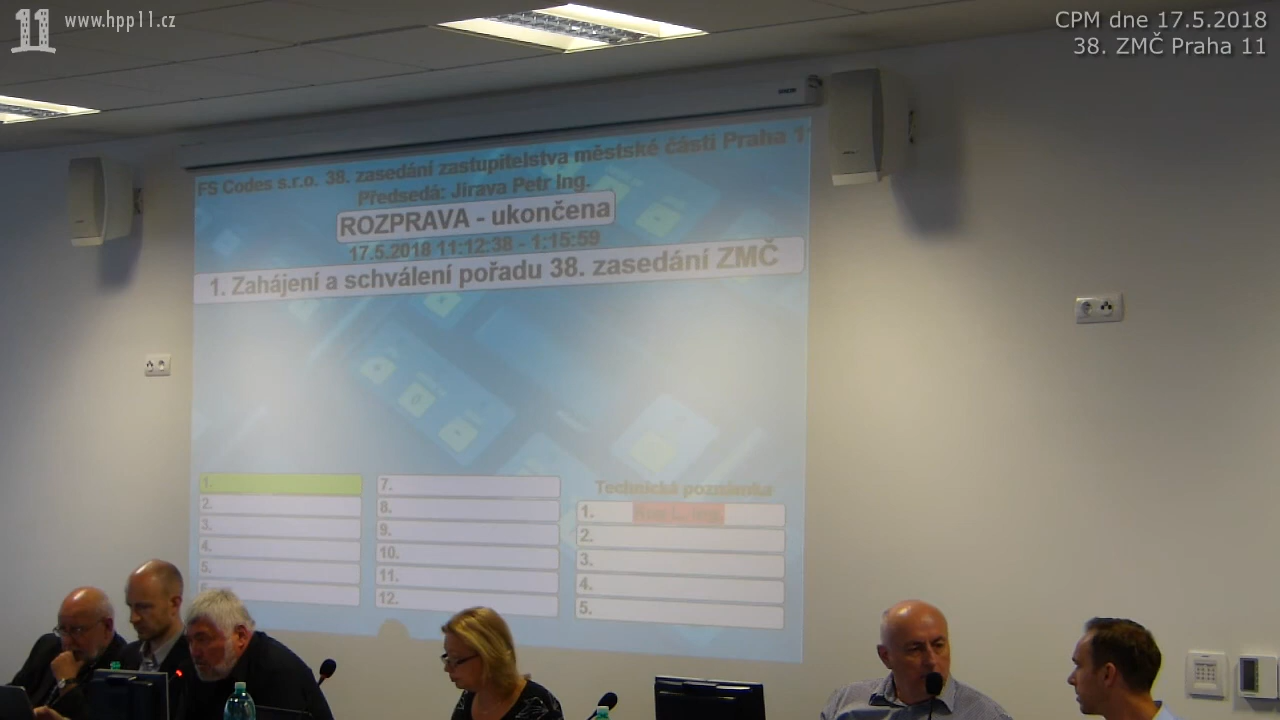 11 www.hpp11.cz
CPM dne 17.5.2018
38. ZMČ Praha 11
FS Codes s.r.o. 38. zasedání zastupitelstva městské části Praha 1
Předsedá: Jirava Petr Ing.
ROZPRAVA - ukončena
17.5.2018 11:12:38 - 1:15:59
1. Zahájení a schválení pořadu 38. zasedání ZMČ
1.
2.
3.
4.
5.
7.
8.
9.
10.
11.
12.
Technická poznámka
1.
2.
3.
4.
5.